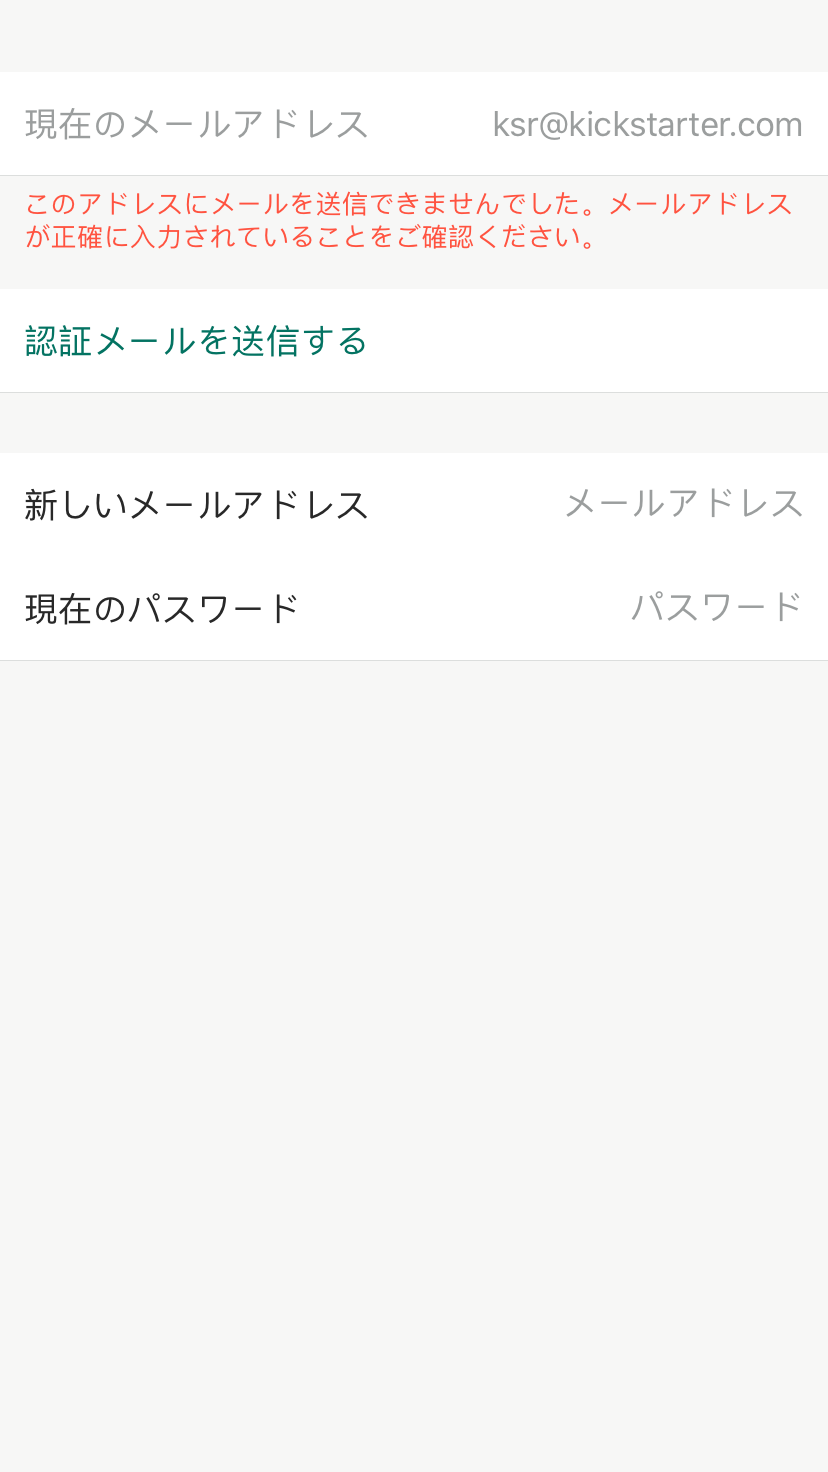 現在のメールアドレス ksr@kickstarter.com
このアドレスにメールを送信できませんでした。メールアドレス
が正確に入力されていることをご確認ください。
認証メールを送信する
新しいメールアドレス メールアドレス
現在のパスワード パスワード